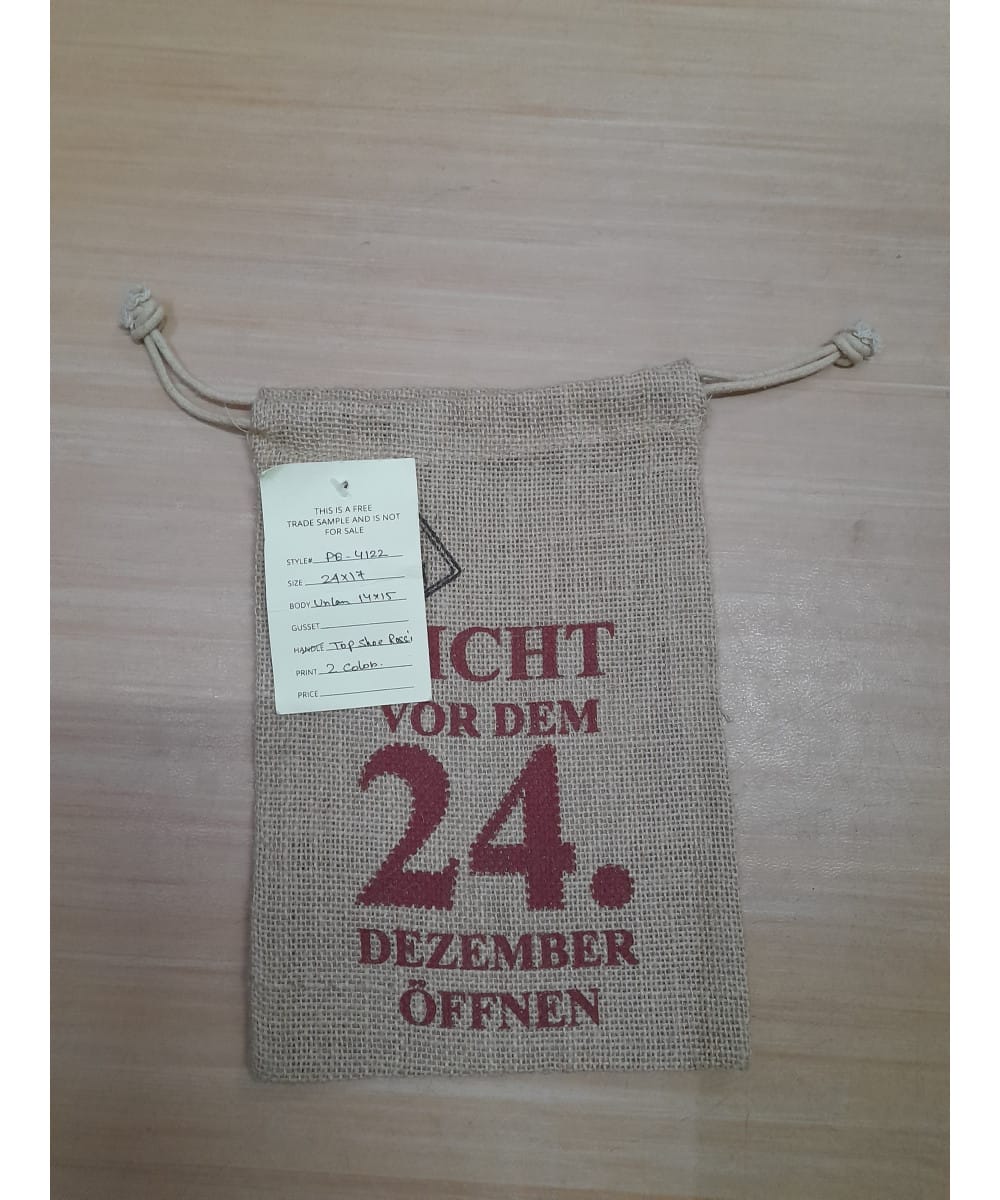 THIS IS A FREE
TRADE SAMPLE AND IS NOT
FOR SALE
STYLE# PB-4122
SIZE 24x17
BODY 14x15
GUSSET
HANDLE Top Shoe
PRINT 2 Color.
PRICE
ICHT
VOR DEM
24.
DEZEMBER
ÖFFNEN